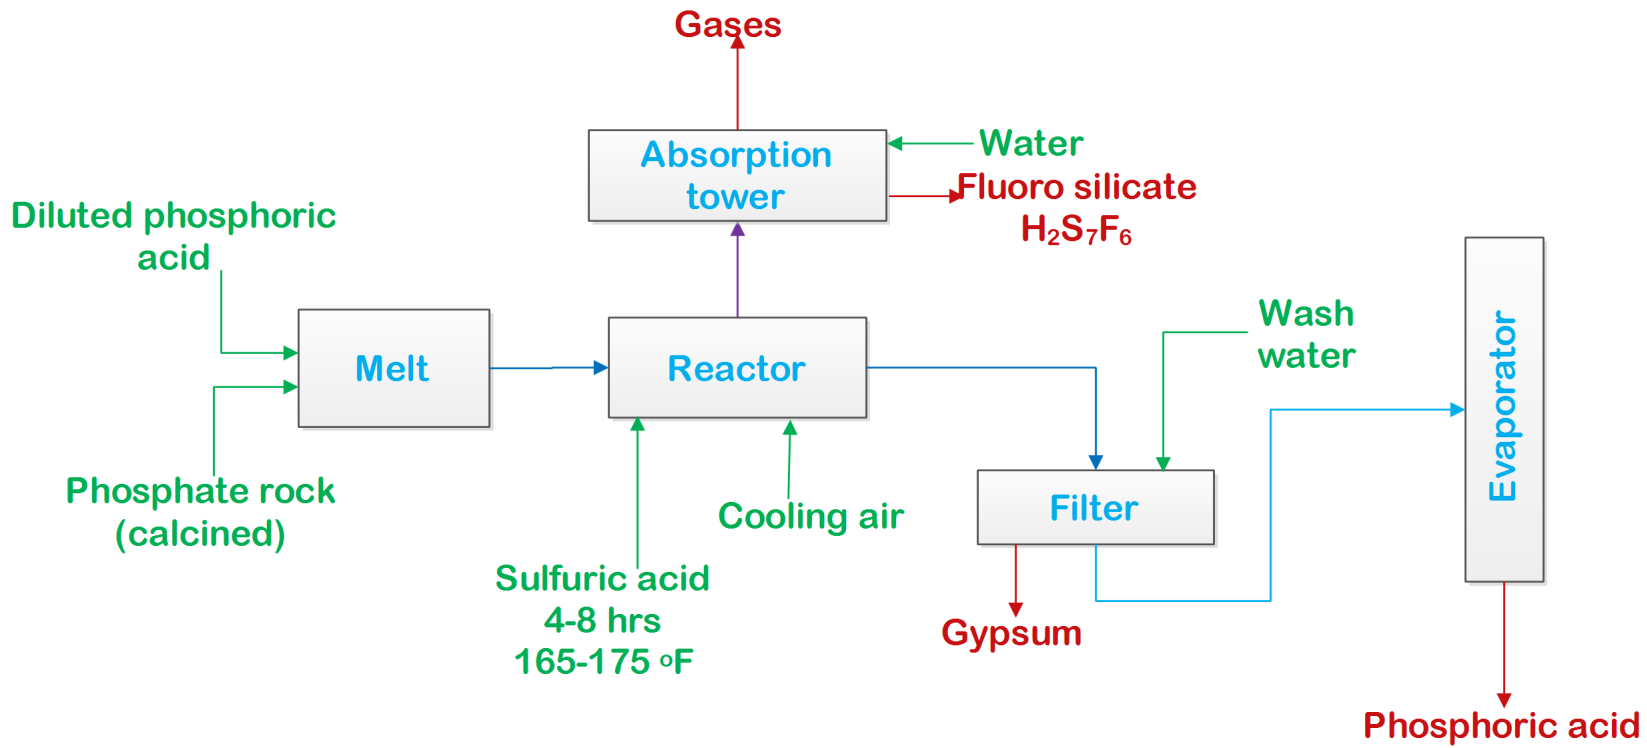 Gases
Absorption
tower
Water
Fluoro silicate
H₂S₇F₆
Diluted phosphoric
acid
Melt
Reactor
Phosphate rock
(calcined)
Sulfuric acid
4-8 hrs
165-175 ºF
Cooling air
Wash
water
Filter
Gypsum
Evaporator
Phosphoric acid